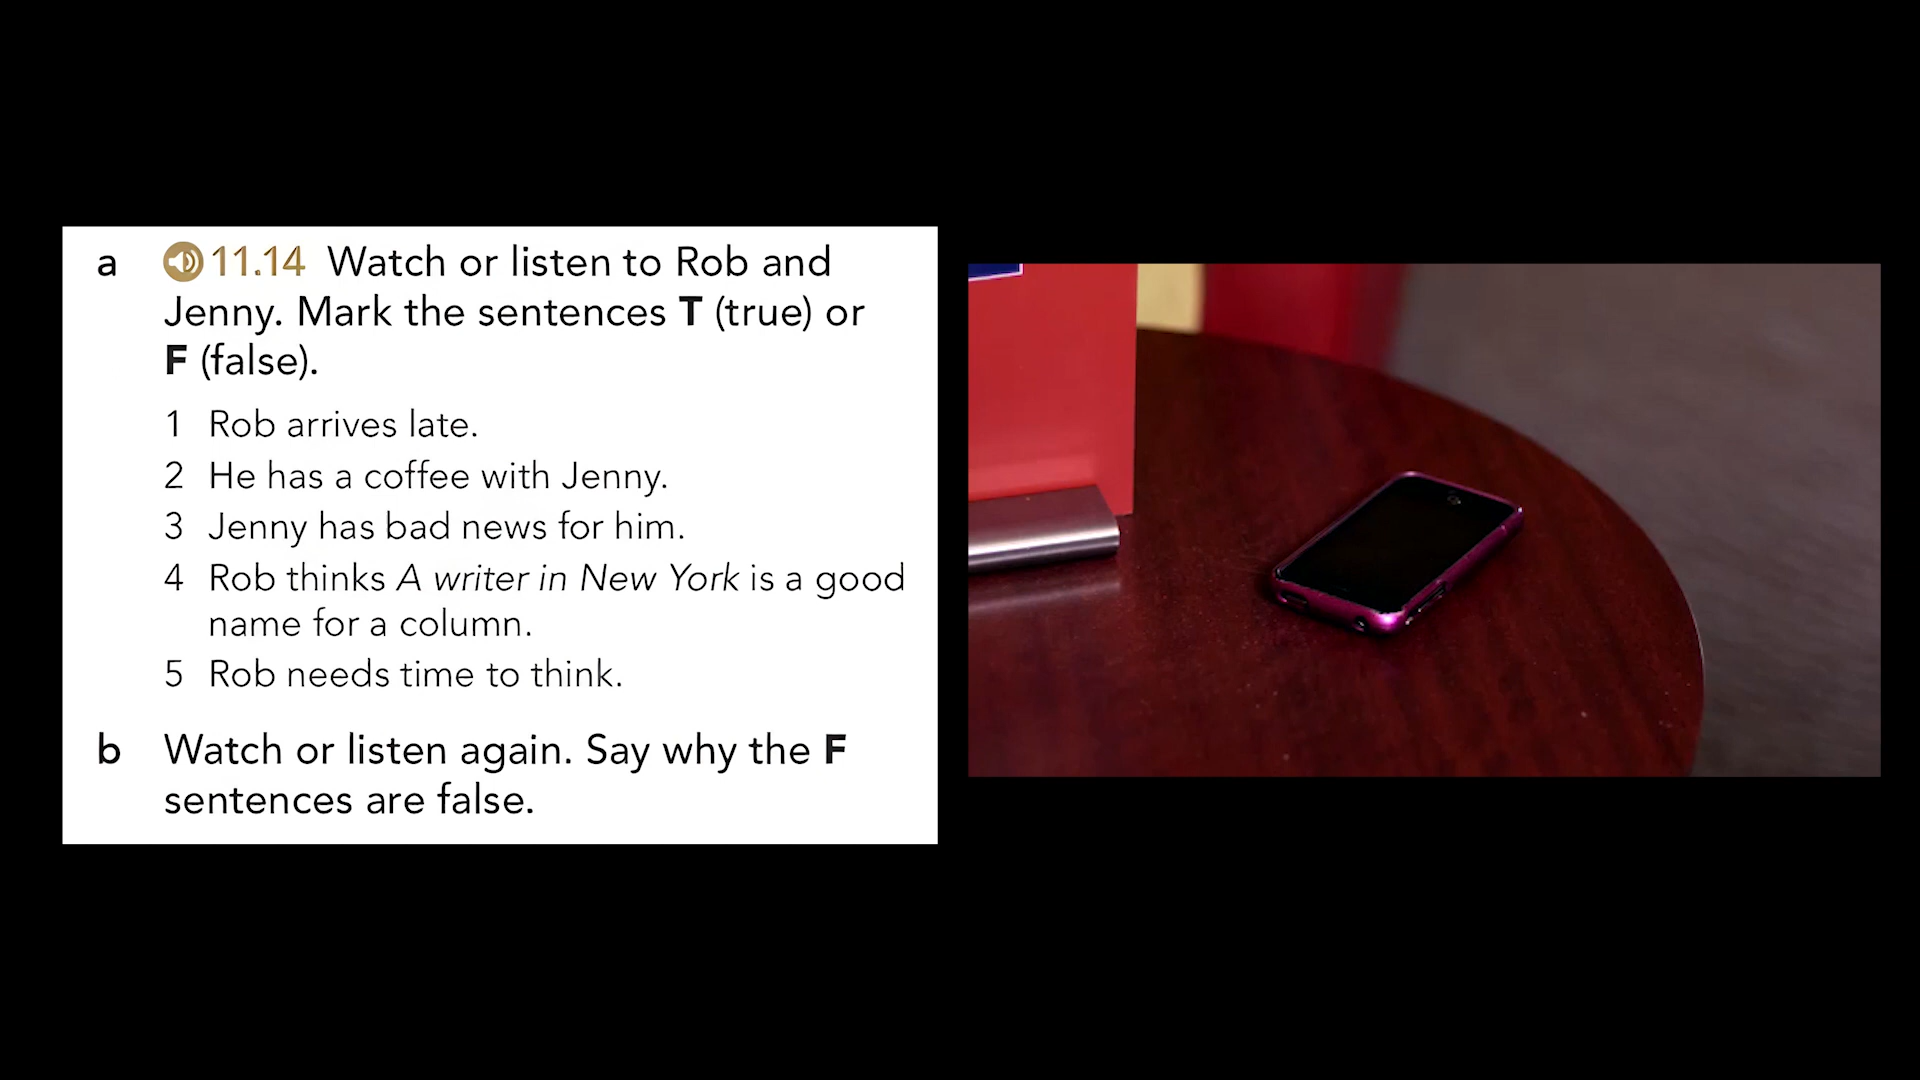 a 11.14 Watch or listen to Rob and
Jenny. Mark the sentences T (true) or
F (false).
1 Rob arrives late.
2 He has a coffee with Jenny.
3 Jenny has bad news for him.
4 Rob thinks A writer in New York is a good
name for a column.
5 Rob needs time to think.
b Watch or listen again. Say why the F
sentences are false.